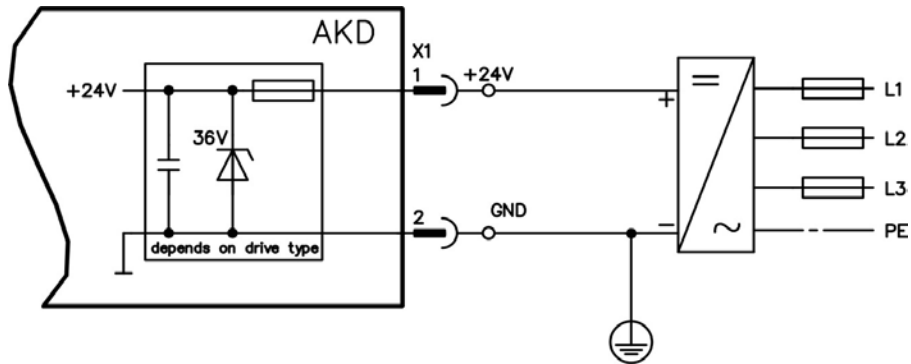 AKD
X1
1
+24V
+24V
+
L1
L2
36V
L3
2
GND
−
depends on drive type
PE